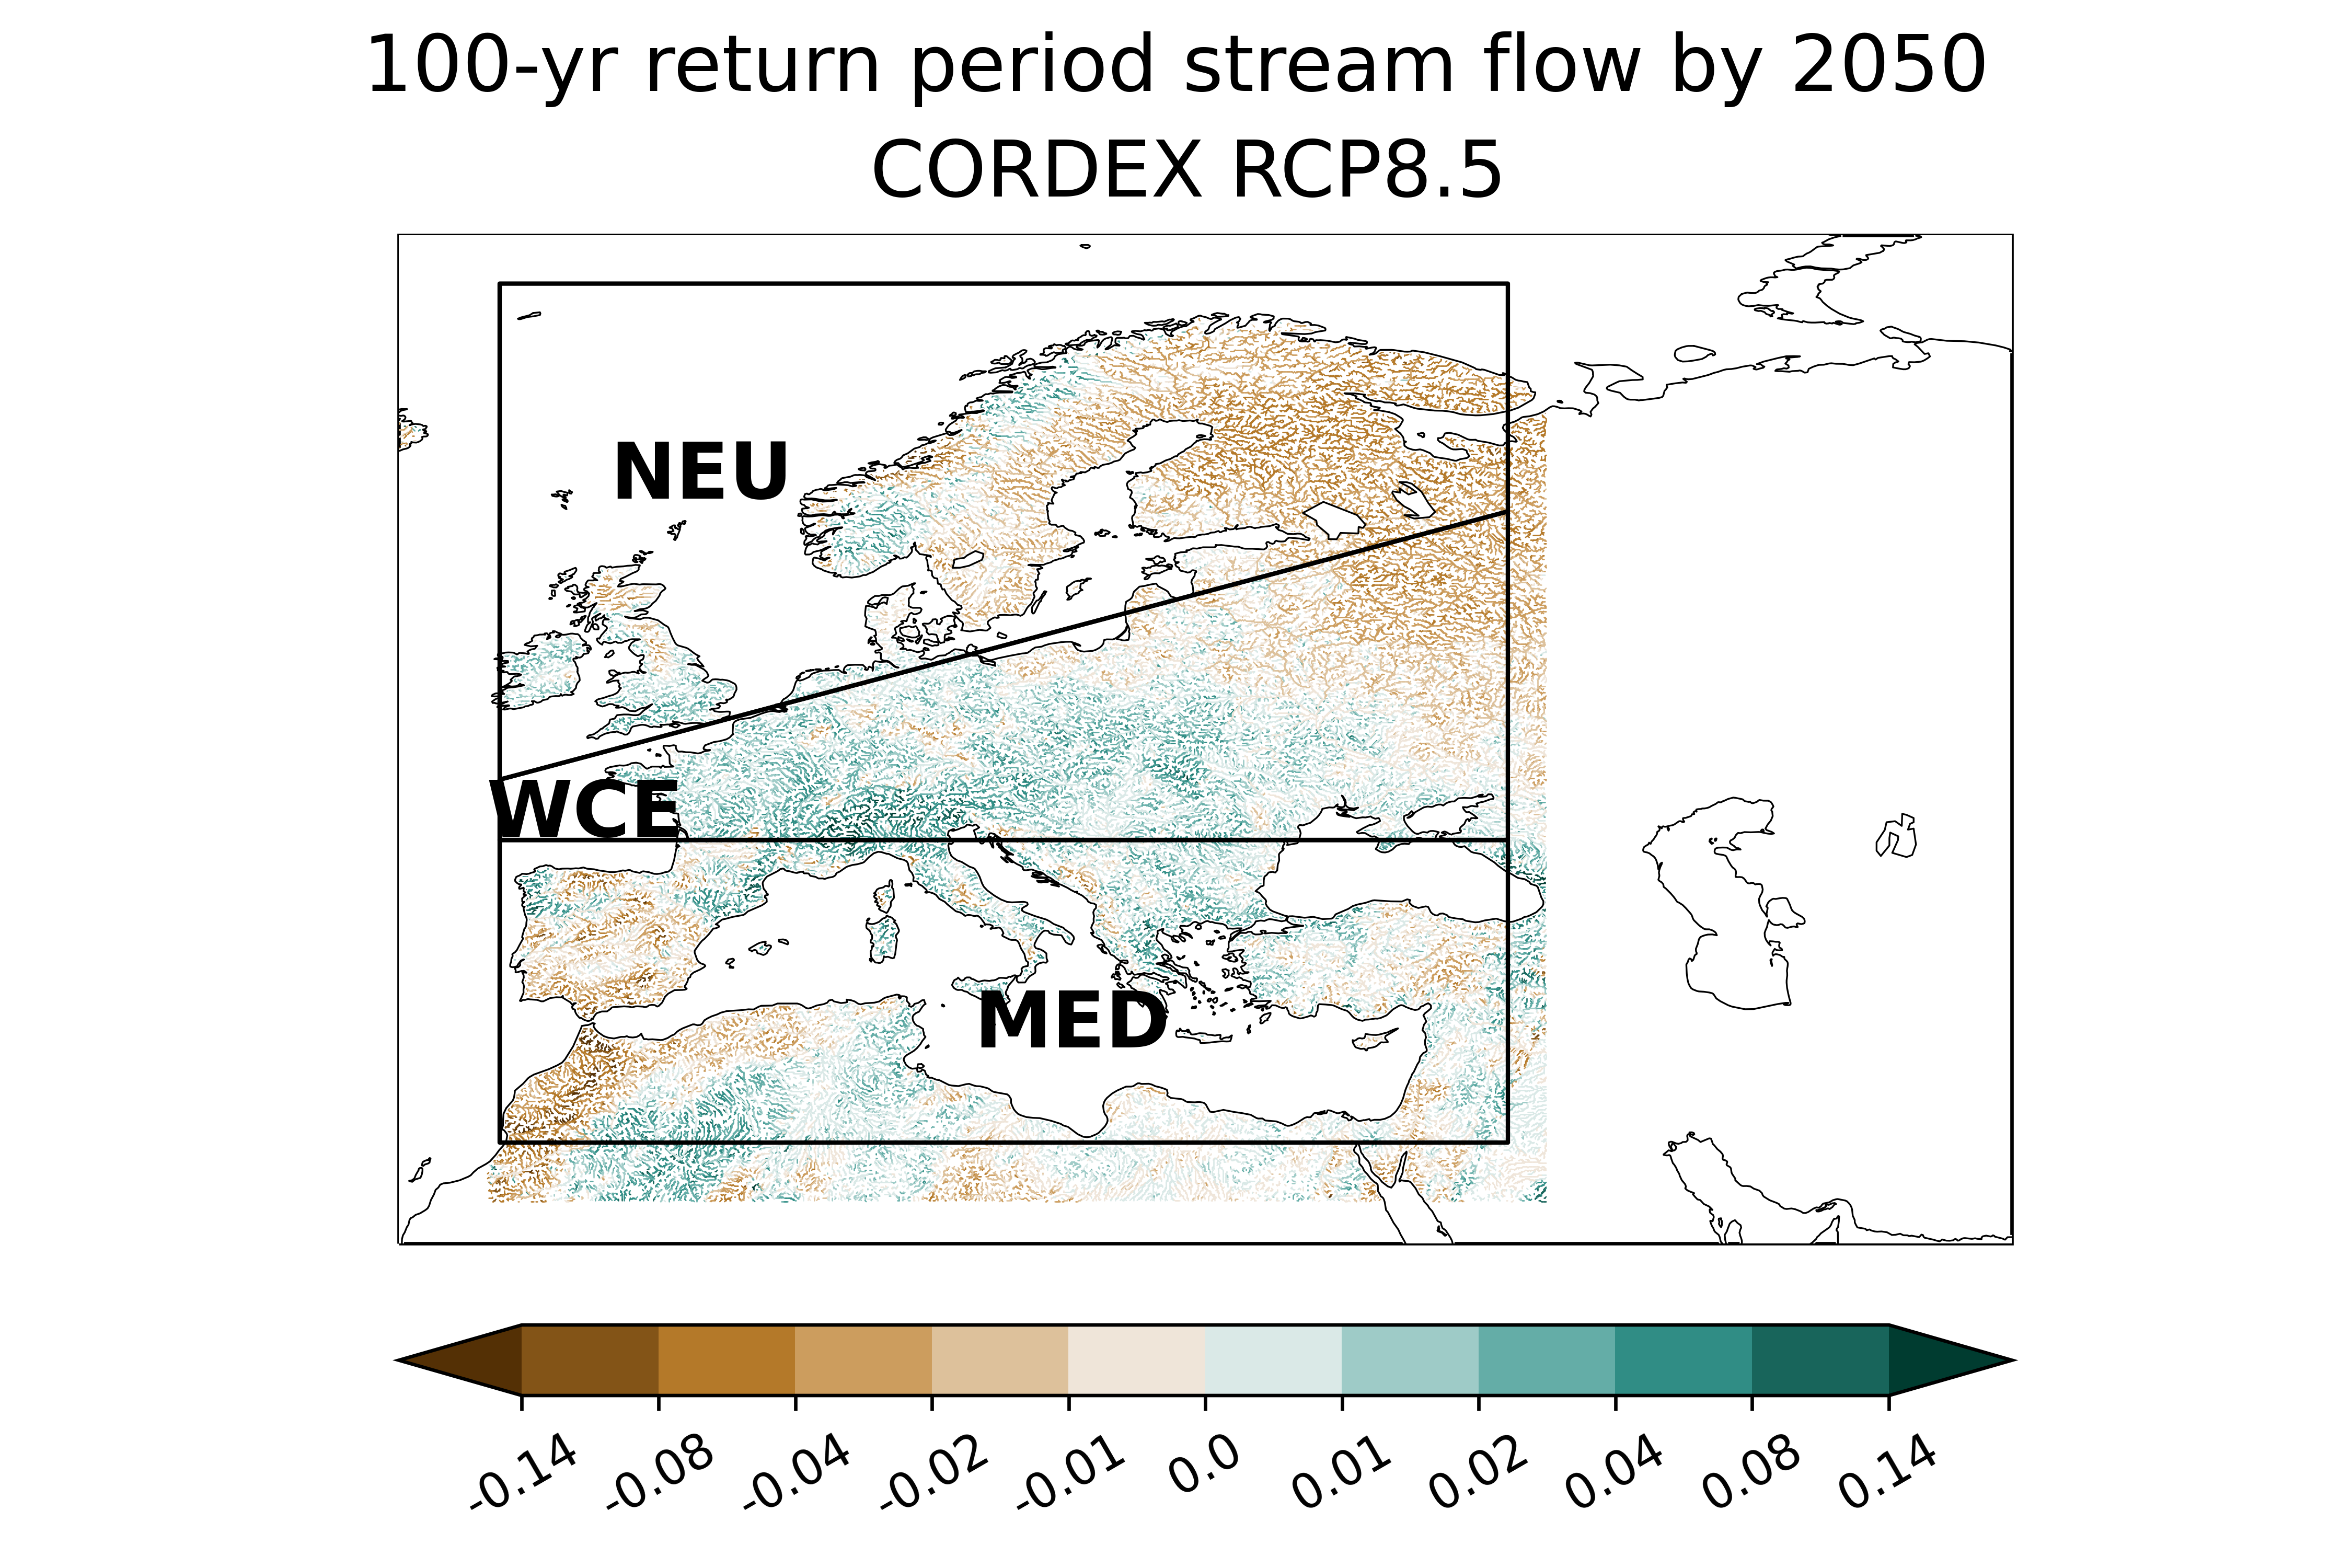 100-yr return period stream flow by 2050
CORDEX RCP8.5
NEU
WCE
MED
-0.14 -0.08 -0.04 -0.02 -0.01 0.0 0.01 0.02 0.04 0.08 0.14